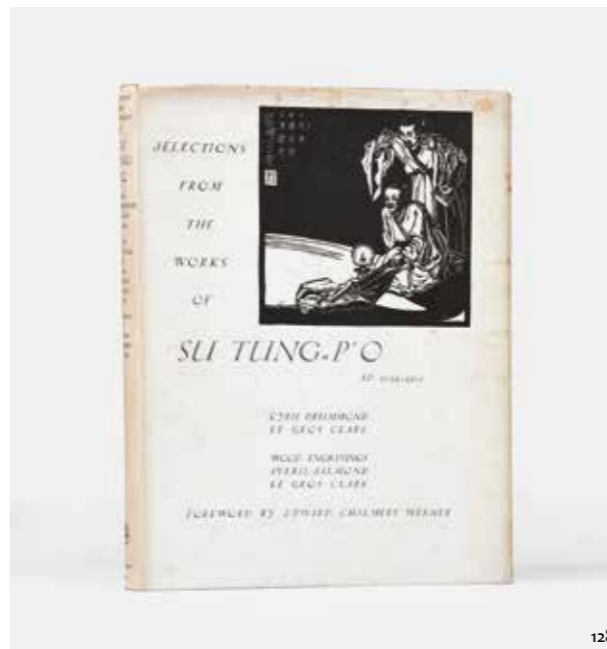 SELECTIONS
FROM
THE
WORKS
OF
SU TUNG-P'O
CYRIL DRUMMOND
LE GROS CLARK
WOOD ENGRAVINGS
AVERIL SALMOND
LE GROS CLARK
FOREWORD BY EDWARD CHALMERS WERNER
128